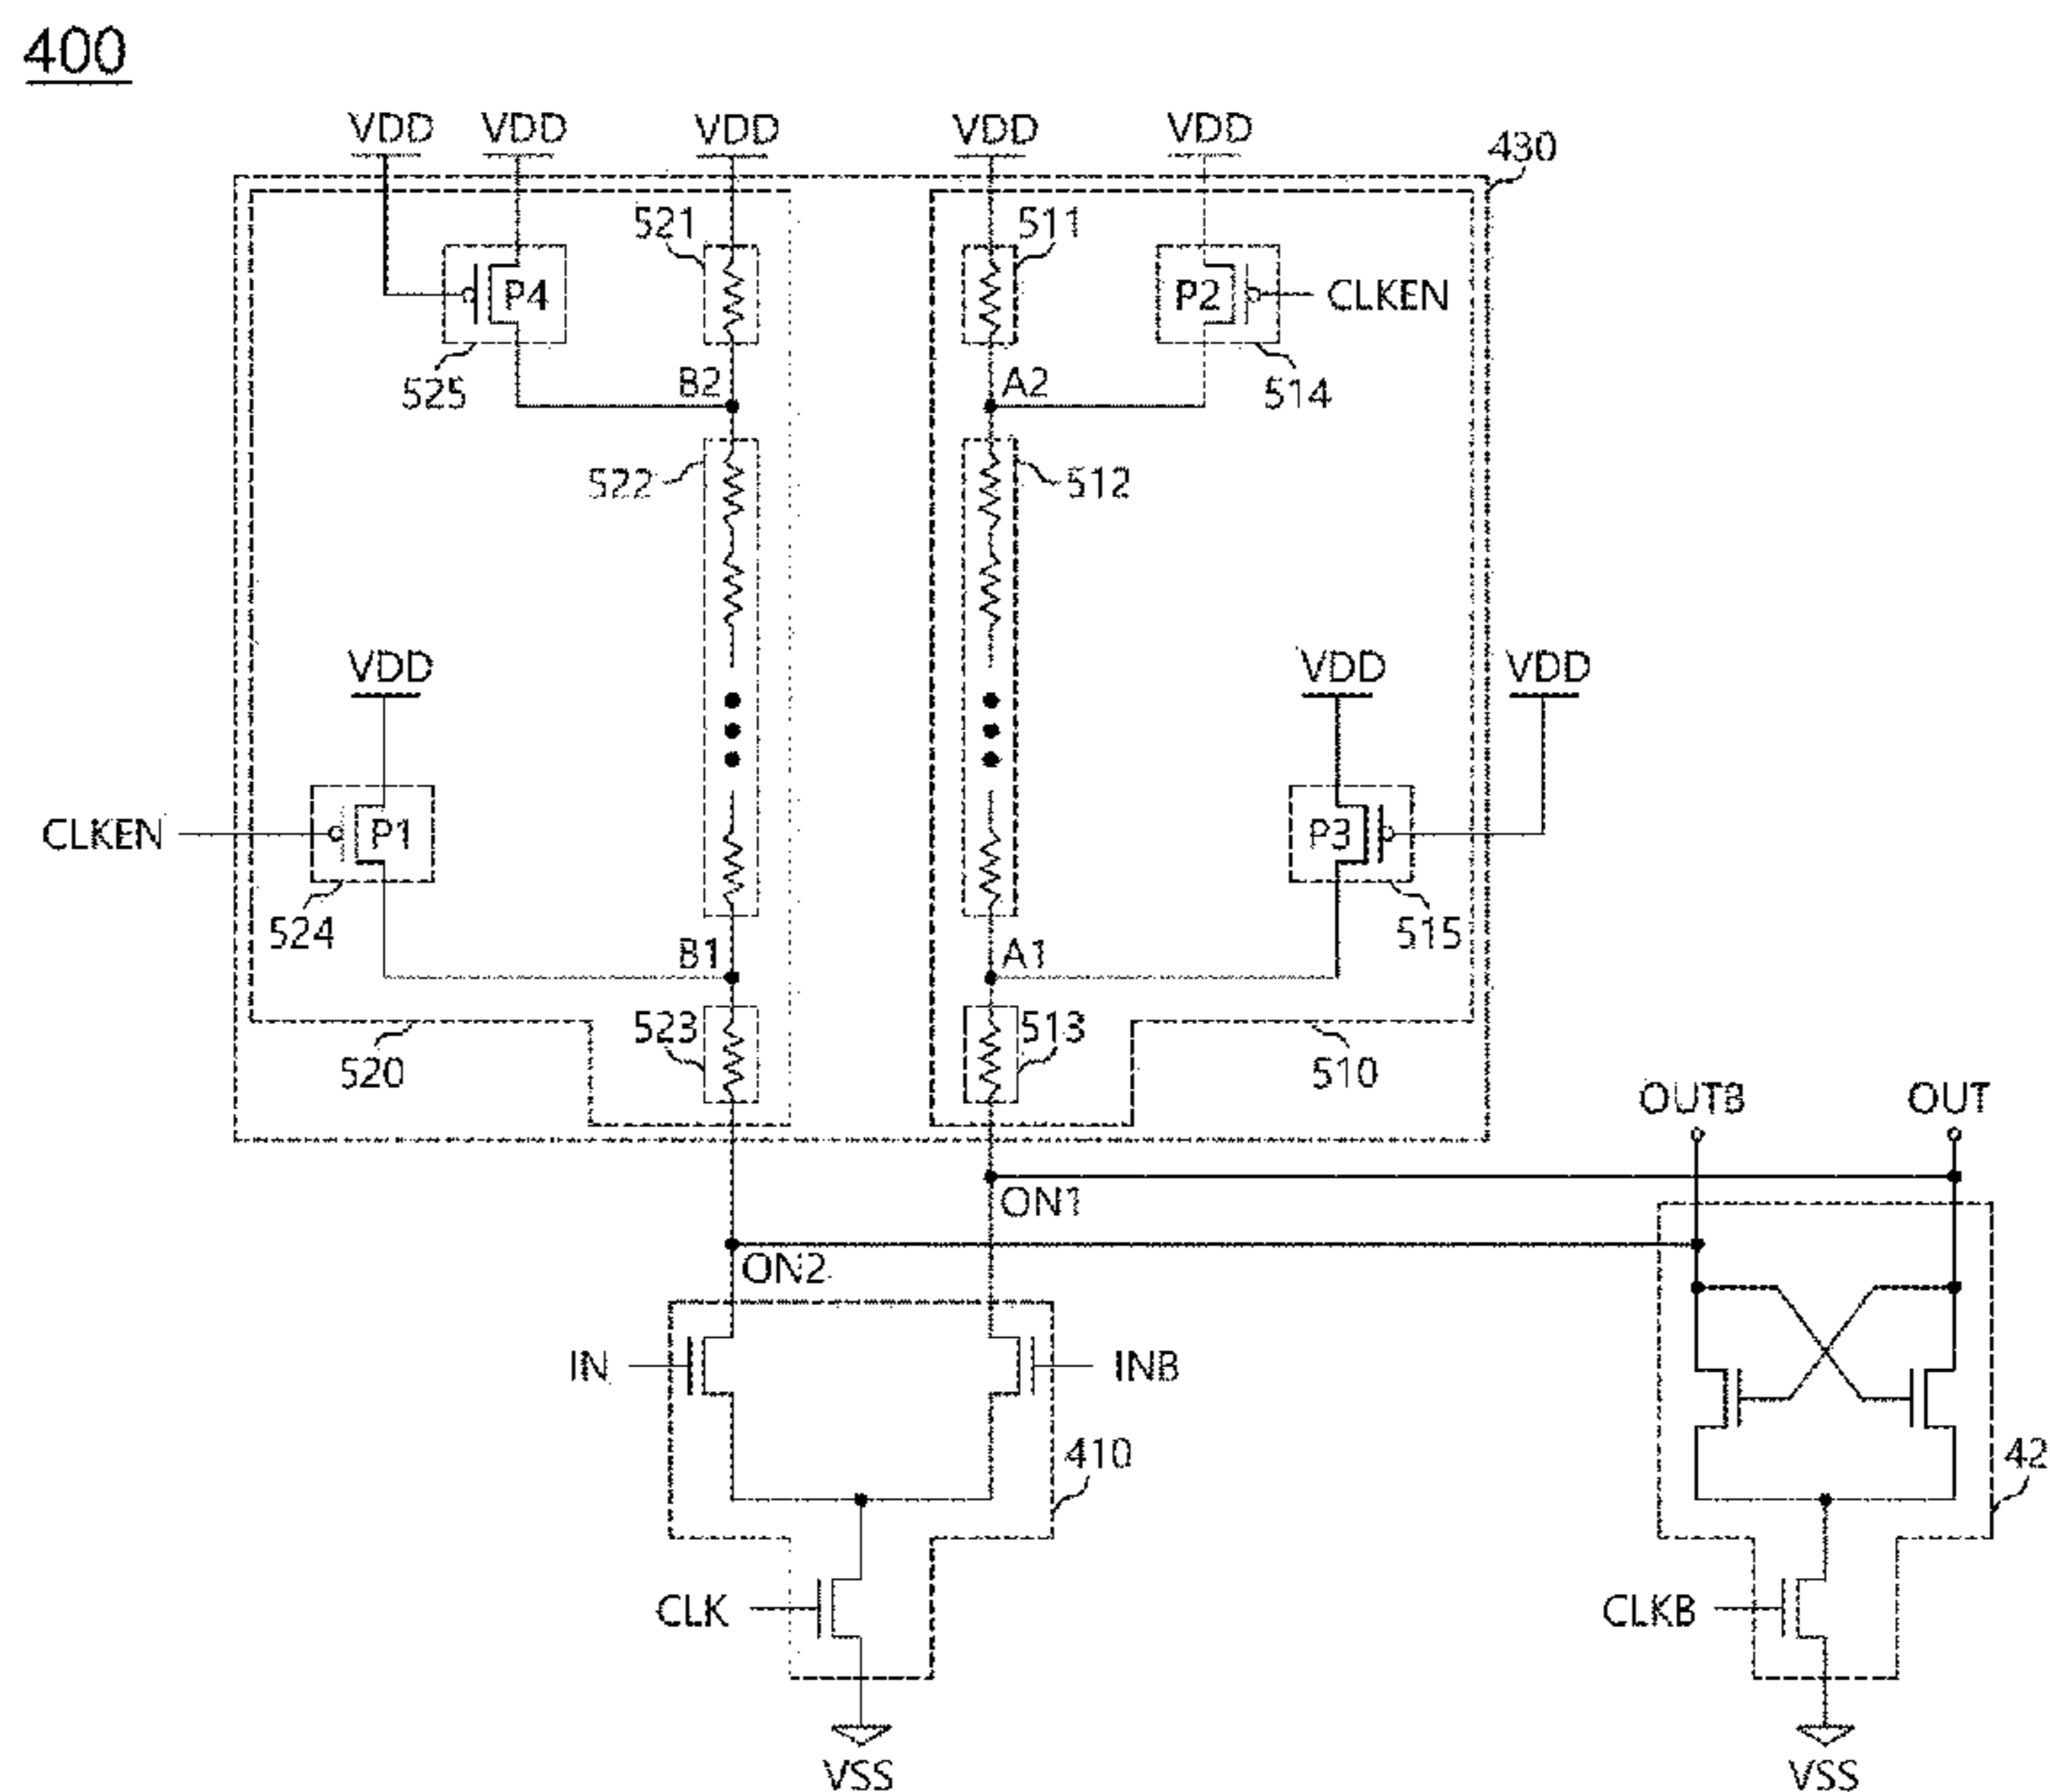 400
VDD VDD VDD VDD VDD
430
521 511
P4 P2 CLKEN
525 B2 A2 514
522 512
VDD VDD VDD
CLKEN P1 P3
524 515
B1 A1
523 513
520 510
OUTB OUT
ON1
ON2
IN INB
410 42
CLK CLKB
VSS VSS